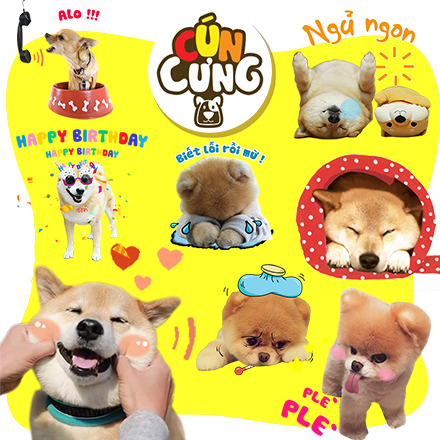 ALO !!!
CÚN
CƯNG
Ngủ ngon
HAPPY BIRTHDAY
HAPPY BIRTHDAY
Biết lỗi rồi mừ !
PLE`
PLE`